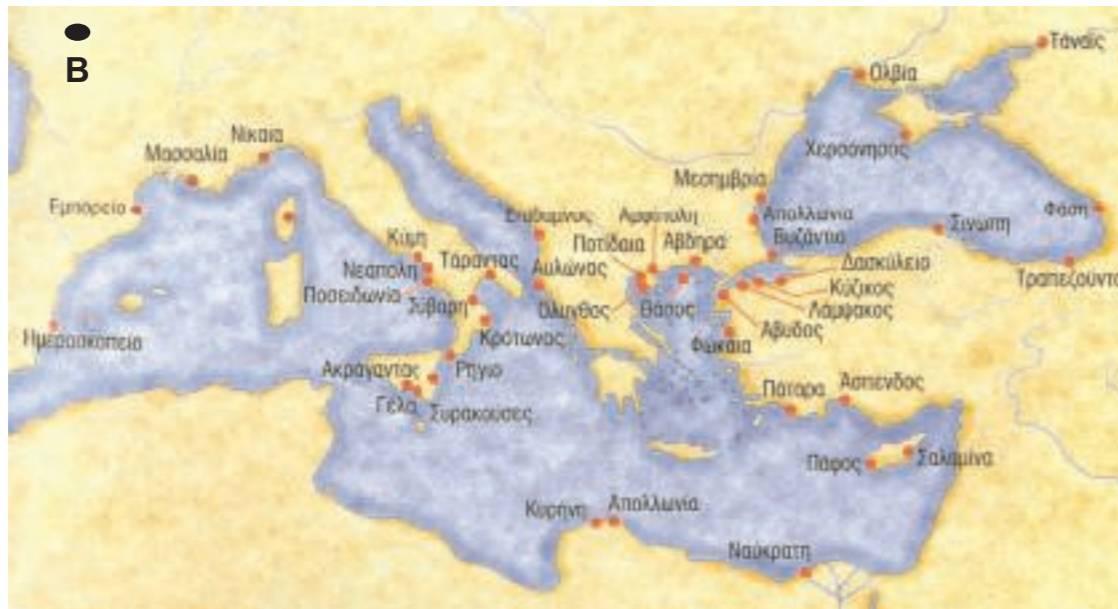 B
Τάναϊς
Ολβία
Νίκαια
Μασσαλία
Χερσόνησος
Εμπορείο
Μεσημβρία
Επίδαμνος
Αμφίπολη
Απολλωνία
Σινώπη
Φάση
Κύμη
Ποτίδαια
Άβδηρα
Βυζάντιο
Νεάπολη
Τάραντας
Αυλώνας
Δασκύλειο
Τραπεζούντα
Ποσειδωνία
Σύβαρη
Όλυνθος
Θάσος
Κύζικος
Λάμψακος
Ημεροσκοπείο
Κρότωνας
Άβυδος
Φώκαια
Ακράγαντας
Ρήγιο
Γέλα
Συρακούσες
Πάταρα
Άσπενδος
Πάφος
Σαλαμίνα
Κυρήνη
Απολλωνία
Ναύκρατη